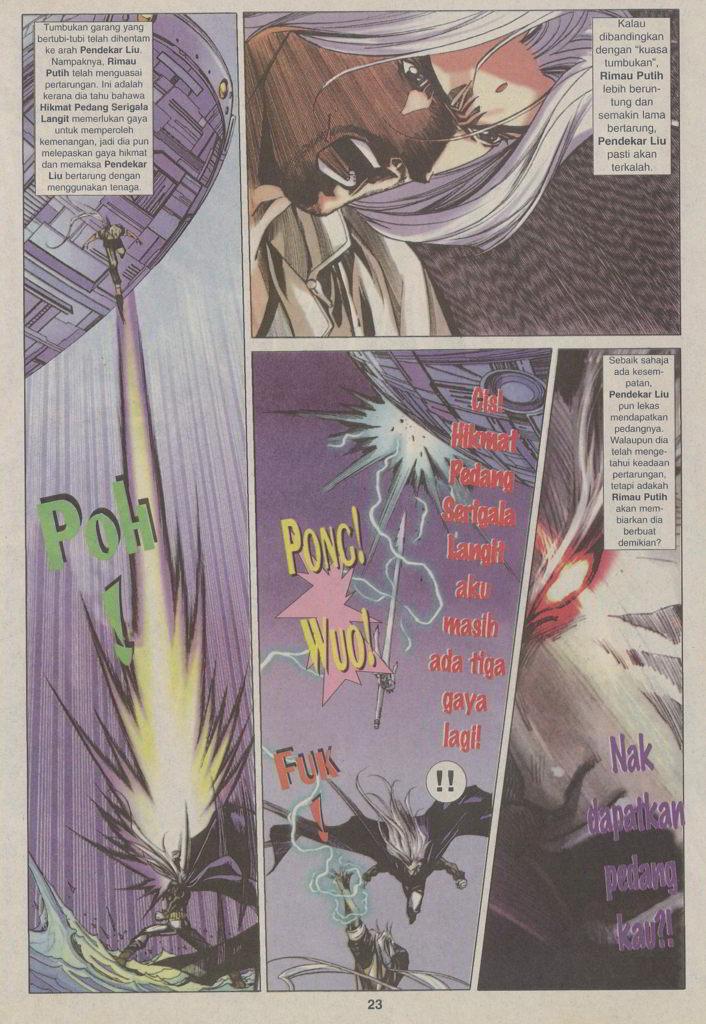 Tumbukan garang yang
bertubi-tubi telah dihentam
ke arah Pendekar Liu.
Nampaknya, Rimau
Putih telah menguasai
pertarungan. Ini adalah
kerana dia tahu bahawa
Hikmat Pedang Serigala
Langit memerlukan gaya
untuk memperoleh
kemenangan, jadi dia pun
melepaskan gaya hikmat
dan memaksa Pendekar
Liu bertarung dengan
menggunakan tenaga.
Kalau
dibandingkan
dengan "kuasa
tumbukan",
Rimau Putih
lebih berun-
tung dan
semakin lama
bertarung,
Pendekar Liu
pasti akan
terkalah.
Poh
!
Cis!
Hikmat
Pedang
Serigala
Langit
aku
masih
ada tiga
gaya
lagi!
PONG!
WUO!
FUK
!
!!
Sebaik sahaja
ada kesem-
patan,
Pendekar Liu
pun lekas
mendapatkan
pedangnya.
Walaupun dia
telah menge-
tahui keadaan
pertarungan,
tetapi adakah
Rimau Putih
akan mem-
biarkan dia
berbuat
demikian?
Nak
dapatkan
pedang
kau?!
23